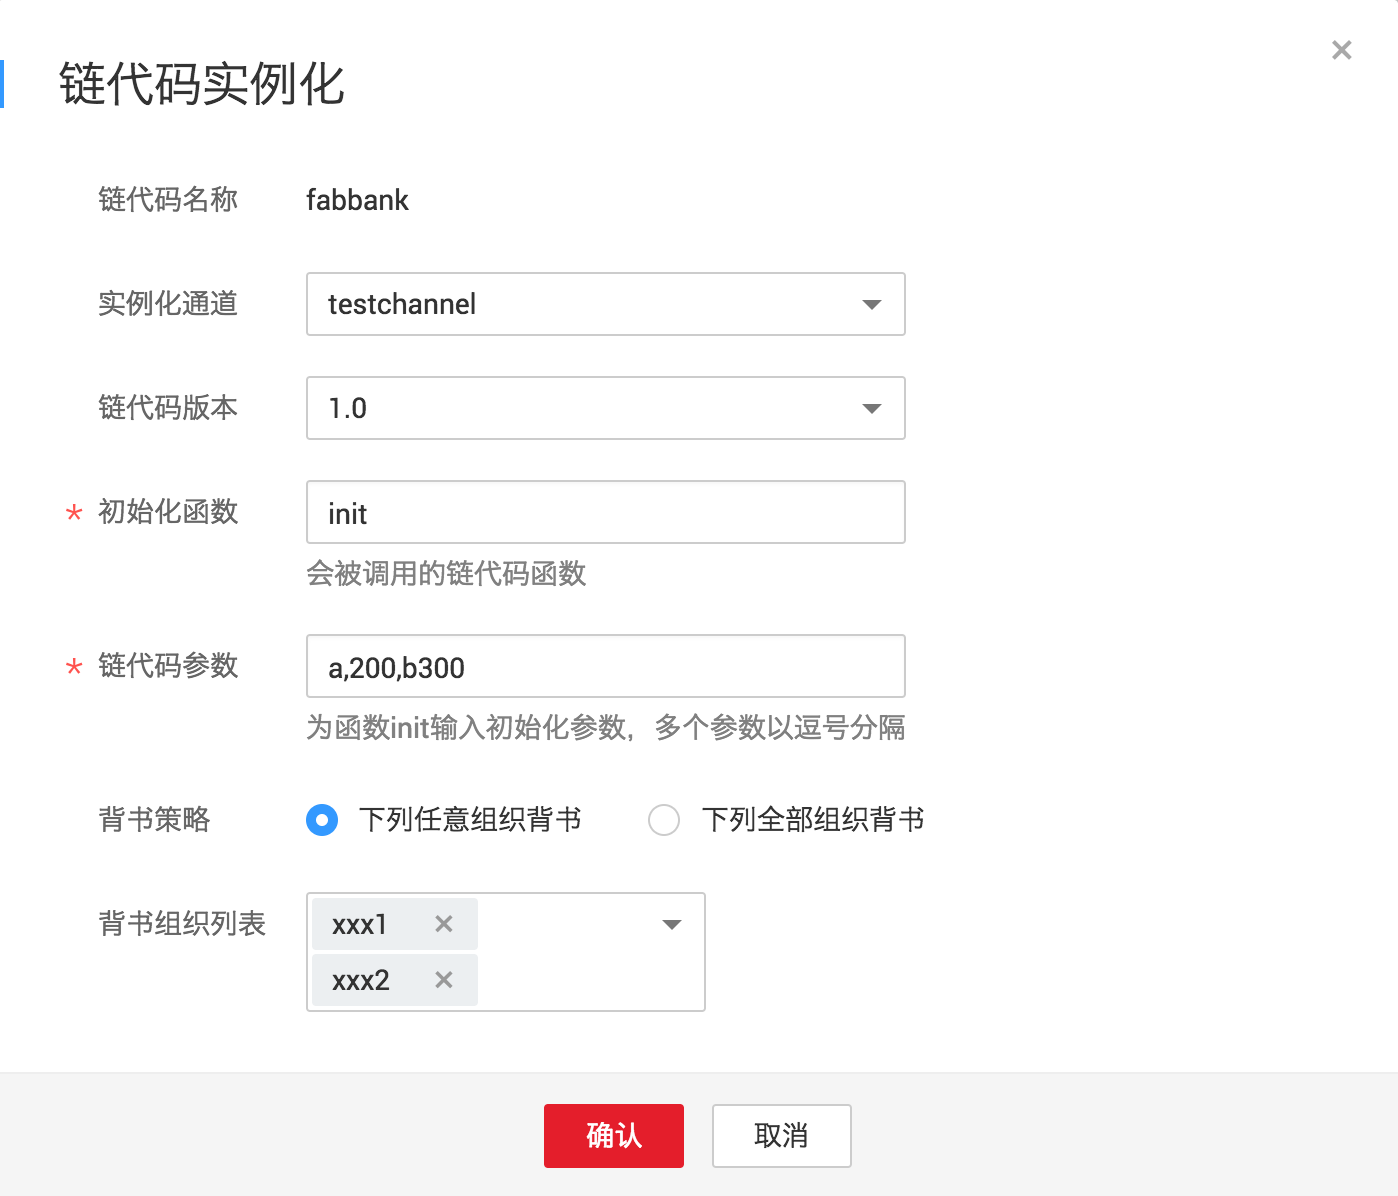 链代码实例化
链代码名称 fabbank
实例化通道 testchannel
链代码版本 1.0
* 初始化函数 init
会被调用的链代码函数
* 链代码参数 a,200,b300
为函数init输入初始化参数，多个参数以逗号分隔
背书策略 下列任意组织背书 下列全部组织背书
背书组织列表 xxx1
xxx2
确认 取消